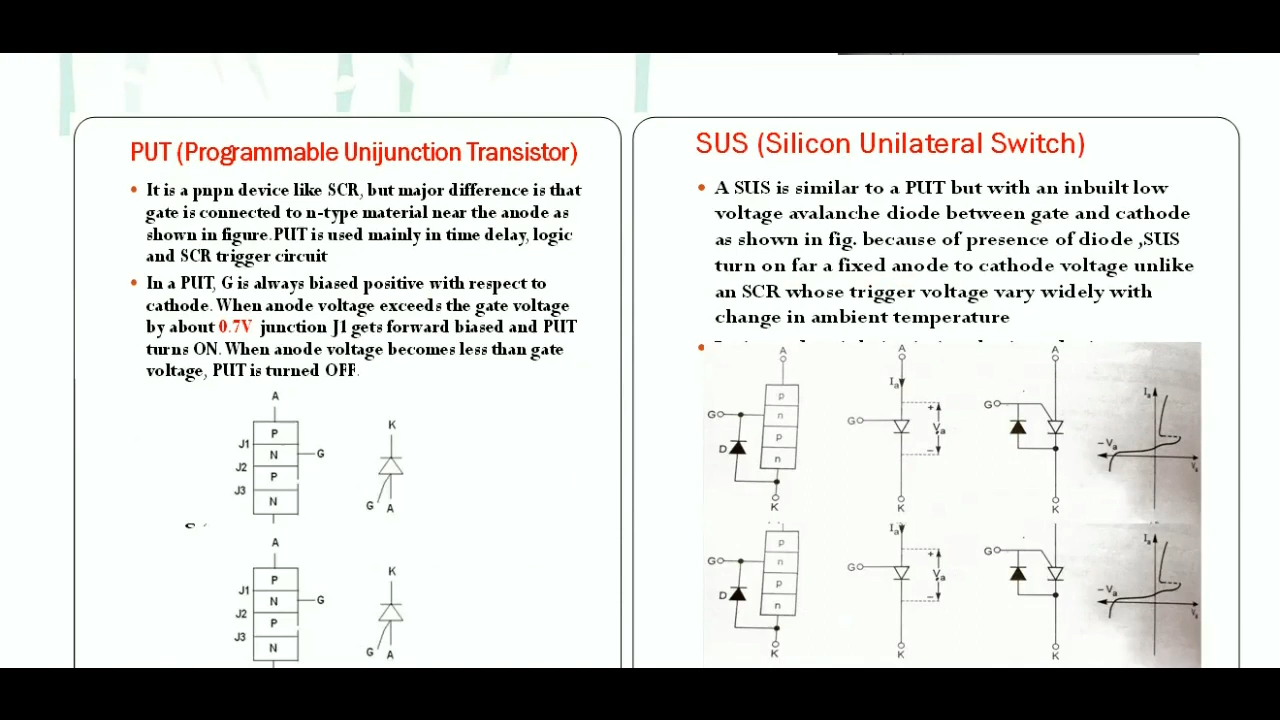 PUT (Programmable Unijunction Transistor)
• It is a pnpn device like SCR, but major difference is that
gate is connected to n-type material near the anode as
shown in figure.PUT is used mainly in time delay, logic
and SCR trigger circuit
• In a PUT, G is always biased positive with respect to
cathode. When anode voltage exceeds the gate voltage
by about 0.7V junction J1 gets forward biased and PUT
turns ON. When anode voltage becomes less than gate
voltage, PUT is turned OFF.
A
P
J1
N
G
J2
P
J3
N
K
G
A
A
P
J1
N
G
J2
P
J3
N
K
G
A
SUS (Silicon Unilateral Switch)
• A SUS is similar to a PUT but with an inbuilt low
voltage avalanche diode between gate and cathode
as shown in fig. because of presence of diode ,SUS
turn on far a fixed anode to cathode voltage unlike
an SCR whose trigger voltage vary widely with
change in ambient temperature
A
G
p
n
p
n
D
K
A
Ia
G
+
Va
−
K
A
G
K
Ia
−Va
Va
G
p
n
p
n
D
K
Ia
G
+
Va
−
K
G
K
Ia
−Va
Va